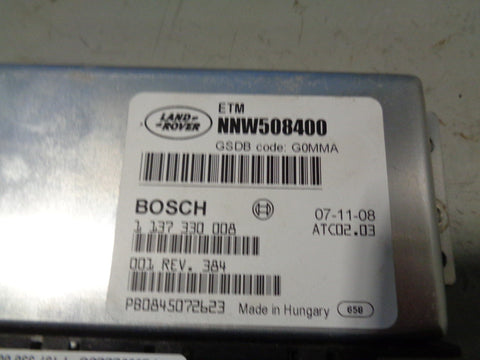 ETM
LAND
ROVER
NNW508400
GSDB code: G0MMA
BOSCH
07-11-08
1 137 330 008
ATC02.03
001 REV. 384
PB0845072623
Made in Hungary
650